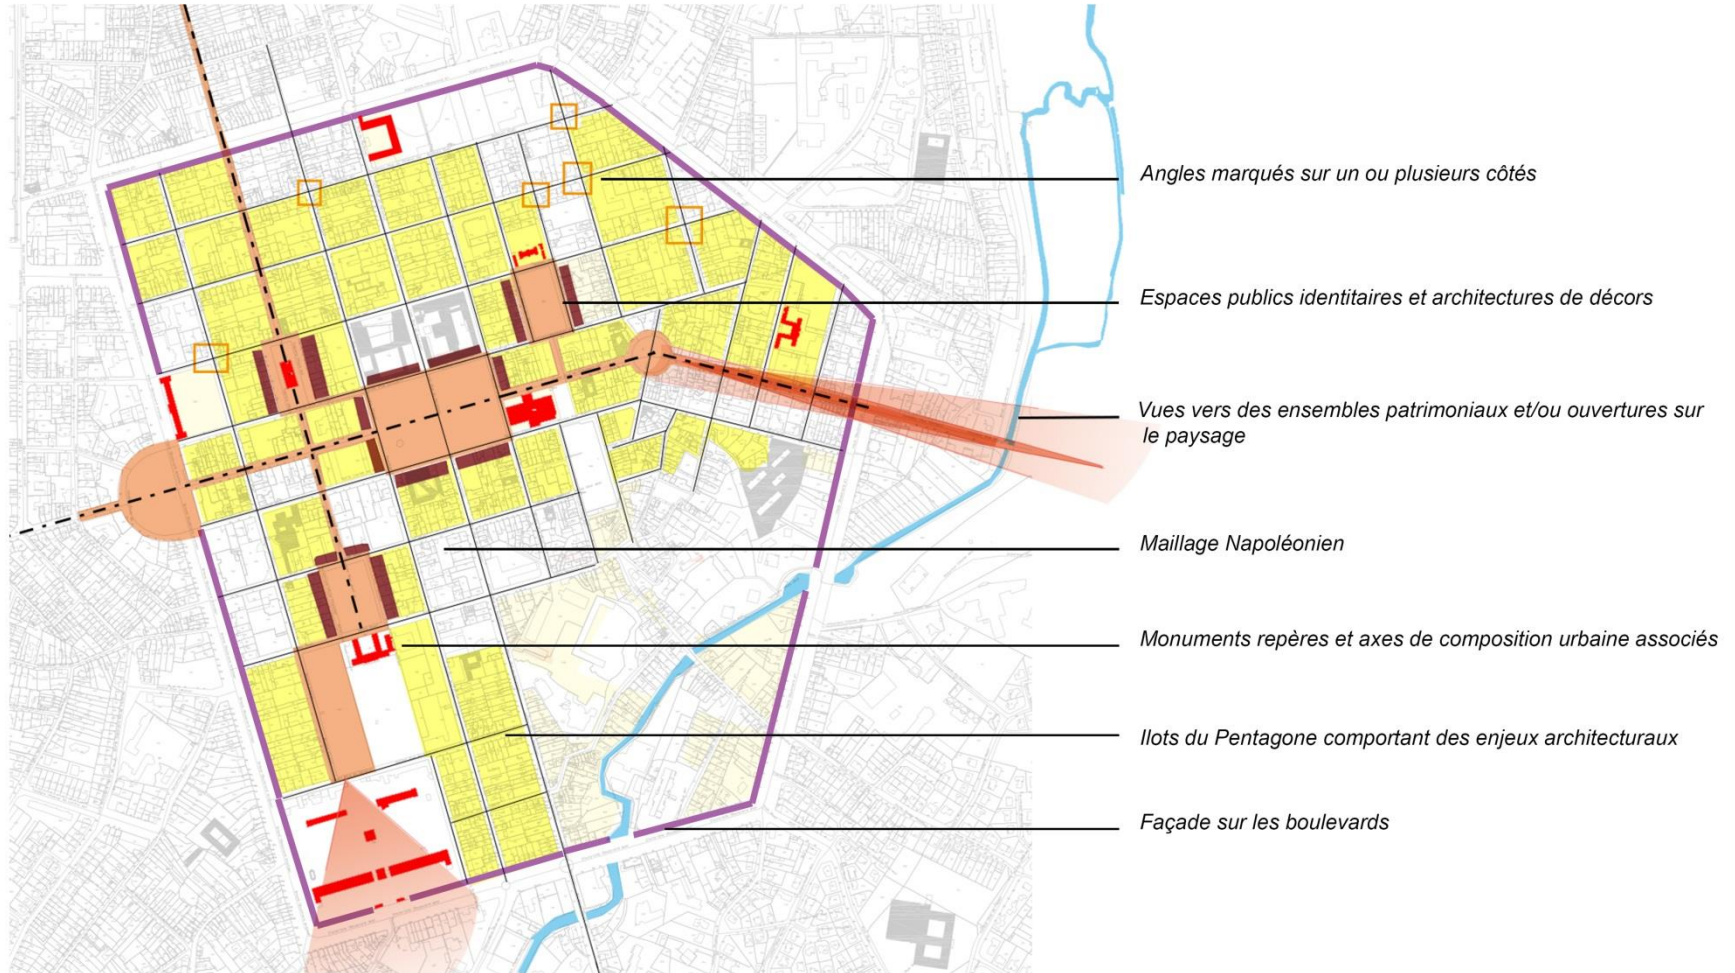 Angles marqués sur un ou plusieurs côtés
Espaces publics identitaires et architectures de décors
Vues vers des ensembles patrimoniaux et/ou ouvertures sur
le paysage
Maillage Napoléonien
Monuments repères et axes de composition urbaine associés
Ilots du Pentagone comportant des enjeux architecturaux
Façade sur les boulevards